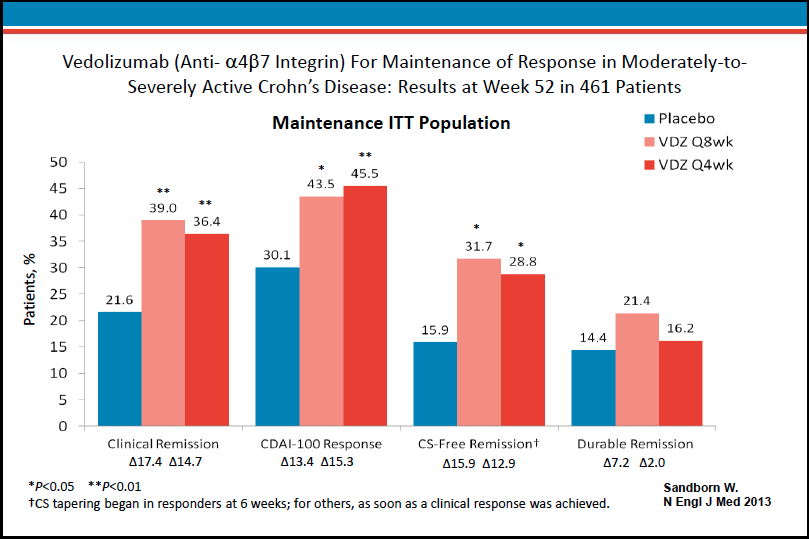 Vedolizumab (Anti- α4β7 Integrin) For Maintenance of Response in Moderately-to-
Severely Active Crohn's Disease: Results at Week 52 in 461 Patients
Maintenance ITT Population
Placebo
VDZ Q8wk
VDZ Q4wk
Patients, %
50
45
40
35
30
25
20
15
10
5
0
21.6
**
39.0
**
36.4
30.1
*
43.5
**
45.5
15.9
*
31.7
*
28.8
14.4
21.4
16.2
Clinical Remission
Δ17.4 Δ14.7
CDAI-100 Response
Δ13.4 Δ15.3
CS-Free Remission†
Δ15.9 Δ12.9
Durable Remission
Δ7.2 Δ2.0
*P<0.05 **P<0.01
†CS tapering began in responders at 6 weeks; for others, as soon as a clinical response was achieved.
Sandborn W.
N Engl J Med 2013